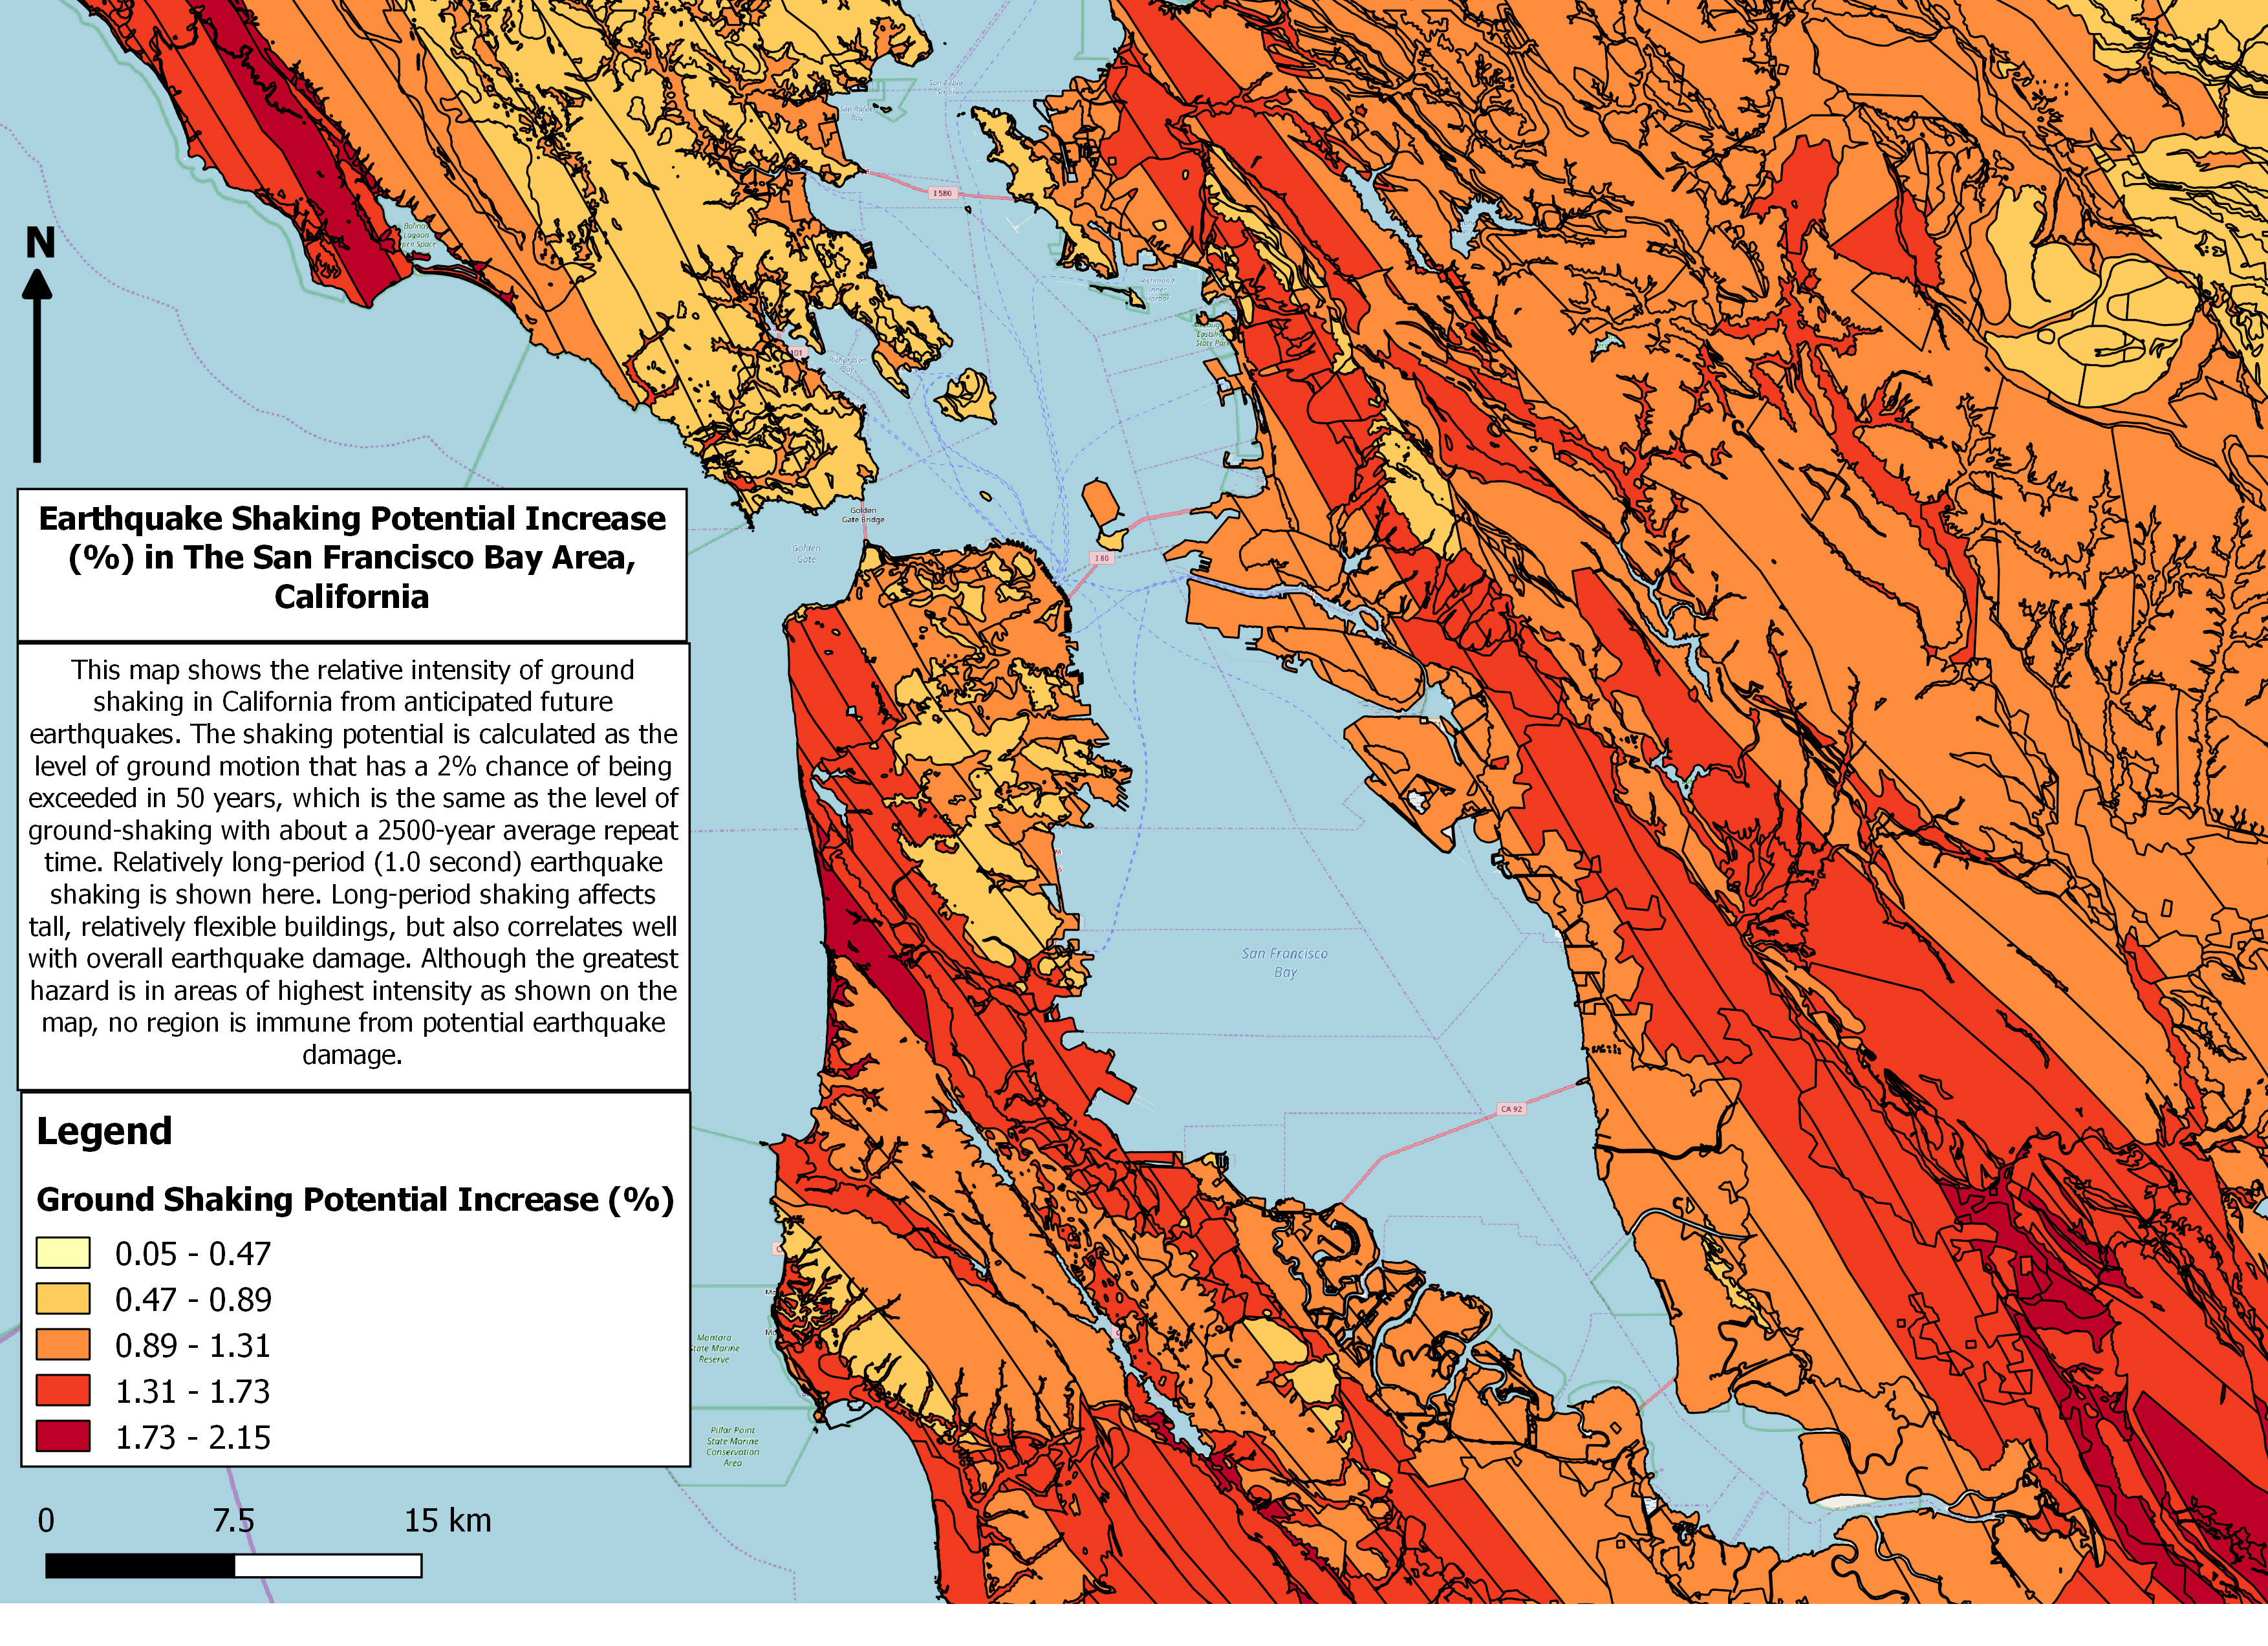 San Pablo
Strait
San Rafael
Bay
I 580
Bolinas
Lagoon
Open Space
N
Richmond
Inner
Harbor
Eastshore
State Park
101
Richardson
Bay
Golden
Gate Bridge
Golden
Gate
I 80
Earthquake Shaking Potential Increase
(%) in The San Francisco Bay Area,
California
This map shows the relative intensity of ground
shaking in California from anticipated future
earthquakes. The shaking potential is calculated as the
level of ground motion that has a 2% chance of being
exceeded in 50 years, which is the same as the level of
ground-shaking with about a 2500-year average repeat
time. Relatively long-period (1.0 second) earthquake
shaking is shown here. Long-period shaking affects
tall, relatively flexible buildings, but also correlates well
with overall earthquake damage. Although the greatest
hazard is in areas of highest intensity as shown on the
map, no region is immune from potential earthquake
damage.
San Francisco
Bay
CA 92
Legend
Ground Shaking Potential Increase (%)
0.05 - 0.47
0.47 - 0.89
0.89 - 1.31
1.31 - 1.73
1.73 - 2.15
Montara
State Marine
Reserve
Pillar Point
State Marine
Conservation
Area
0 7.5 15 km